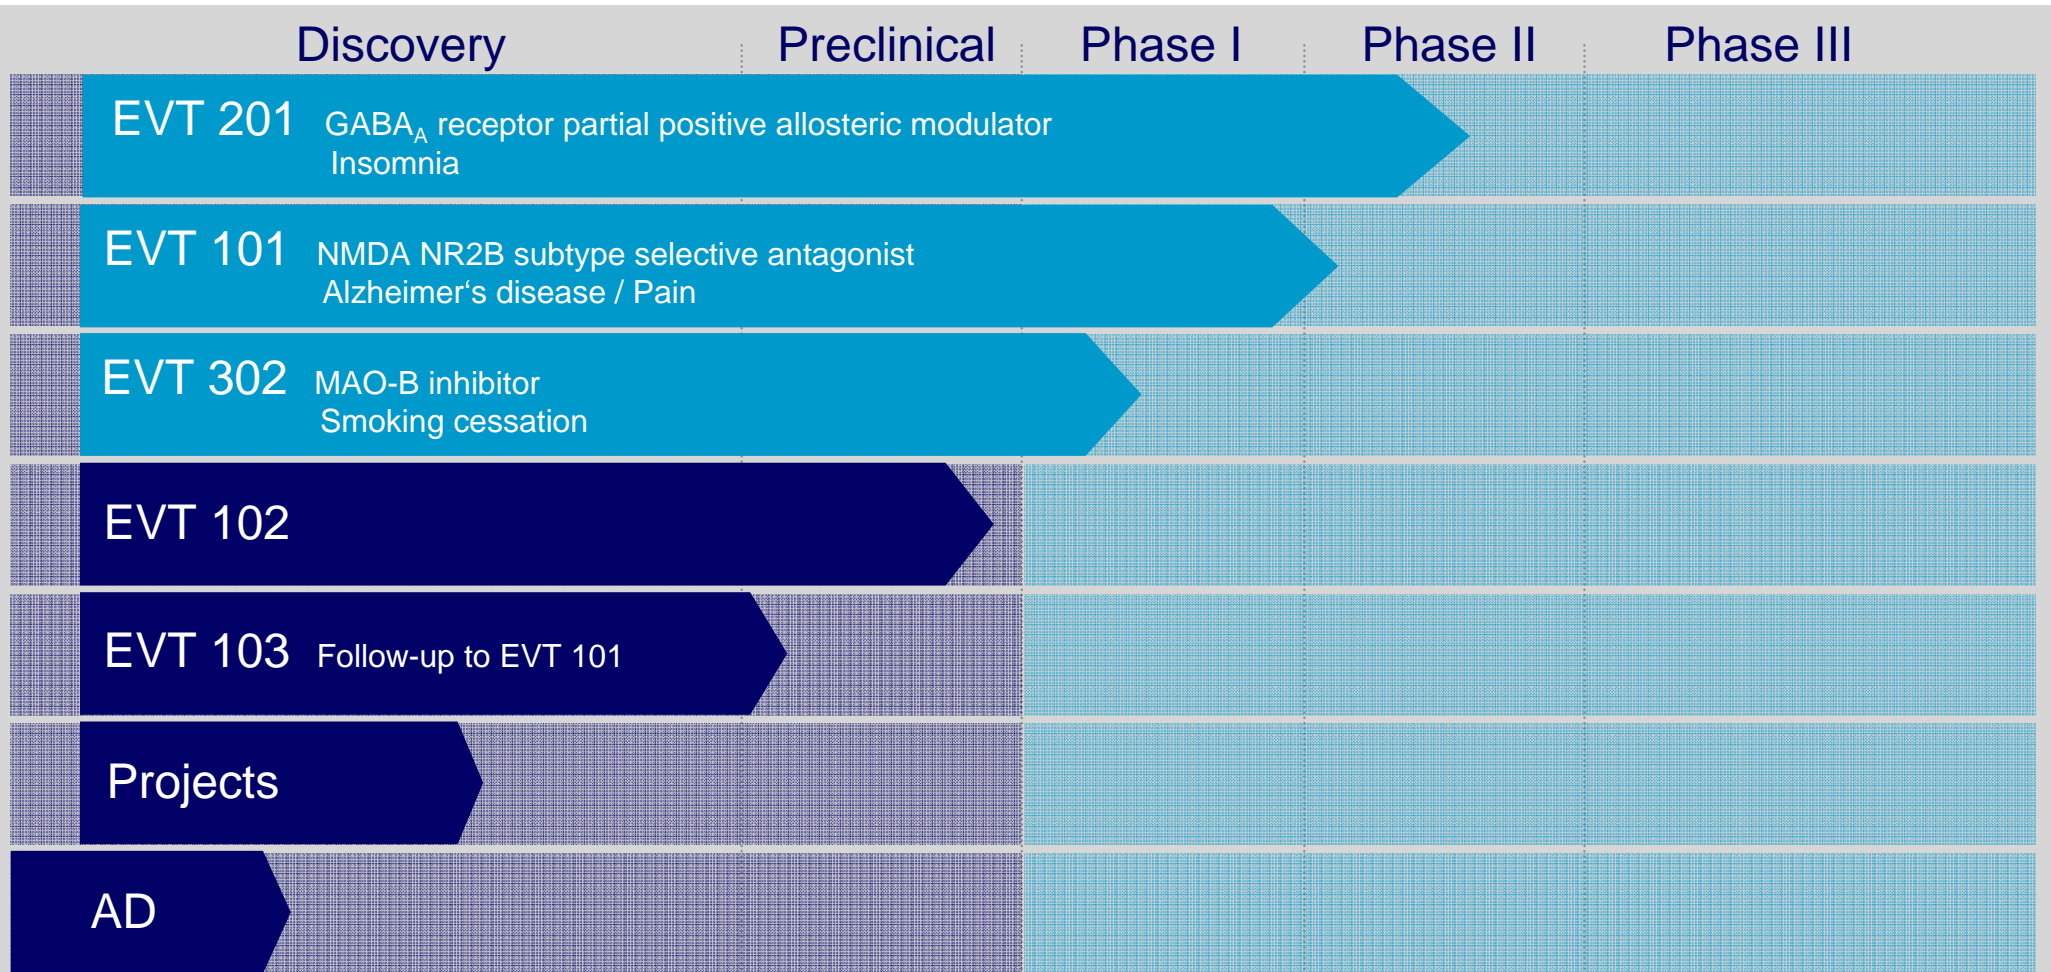 Discovery Preclinical Phase I Phase II Phase III
EVT 201 GABAA receptor partial positive allosteric modulator
Insomnia
EVT 101 NMDA NR2B subtype selective antagonist
Alzheimer‘s disease / Pain
EVT 302 MAO-B inhibitor
Smoking cessation
EVT 102
EVT 103 Follow-up to EVT 101
Projects
AD